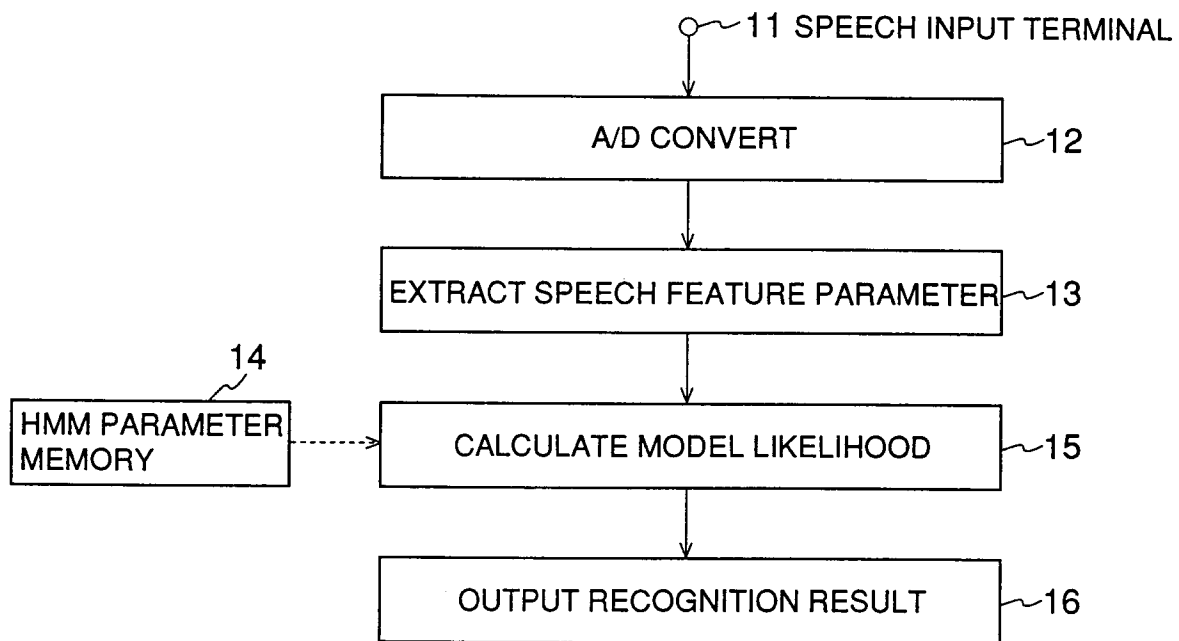 11 SPEECH INPUT TERMINAL
A/D CONVERT
12
EXTRACT SPEECH FEATURE PARAMETER
13
14
HMM PARAMETER
MEMORY
CALCULATE MODEL LIKELIHOOD
15
OUTPUT RECOGNITION RESULT
16